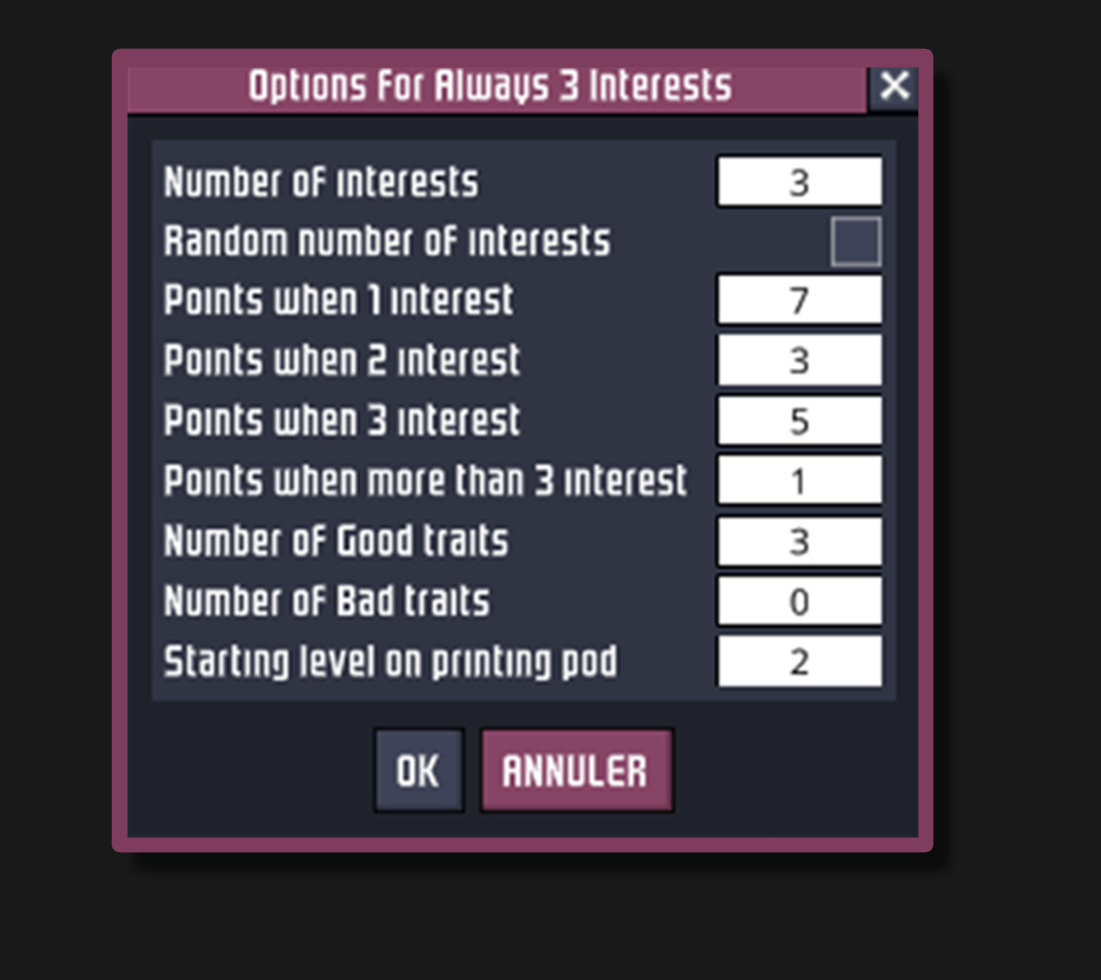 Options For Always 3 Interests
Number of interests 3
Random number of interests
Points when 1 interest 7
Points when 2 interest 3
Points when 3 interest 5
Points when more than 3 interest 1
Number of Good traits 3
Number of Bad traits 0
Starting level on printing pod 2
OK ANNULER